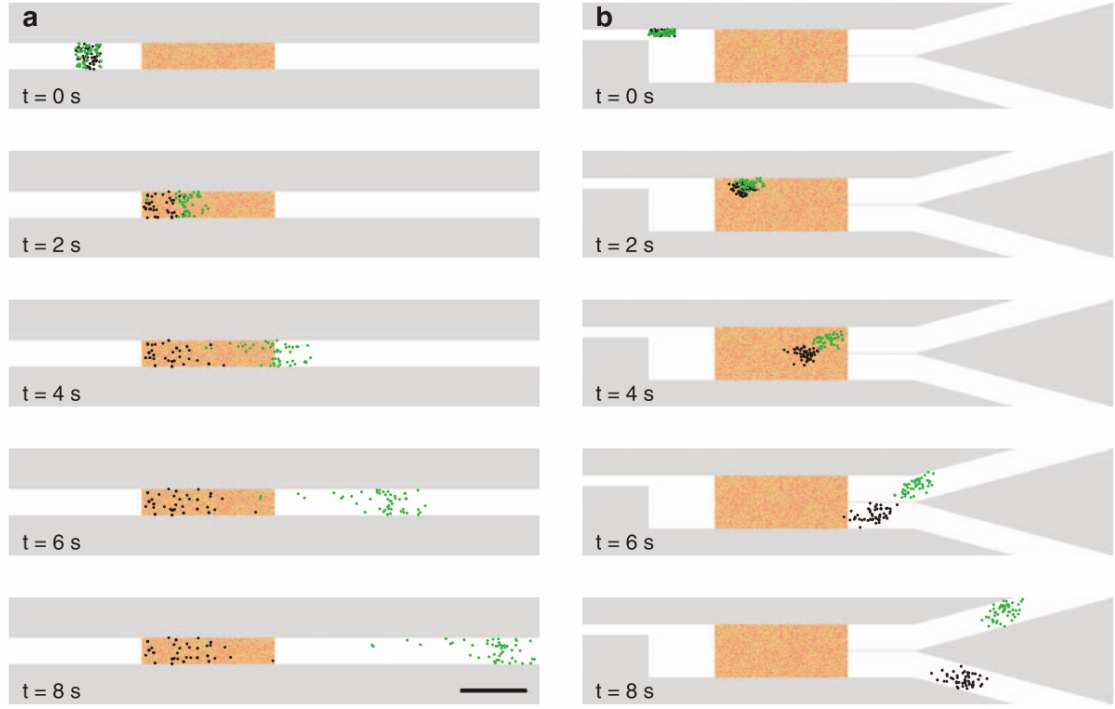 a
t = 0 s
t = 2 s
t = 4 s
t = 6 s
t = 8 s
b
t = 0 s
t = 2 s
t = 4 s
t = 6 s
t = 8 s